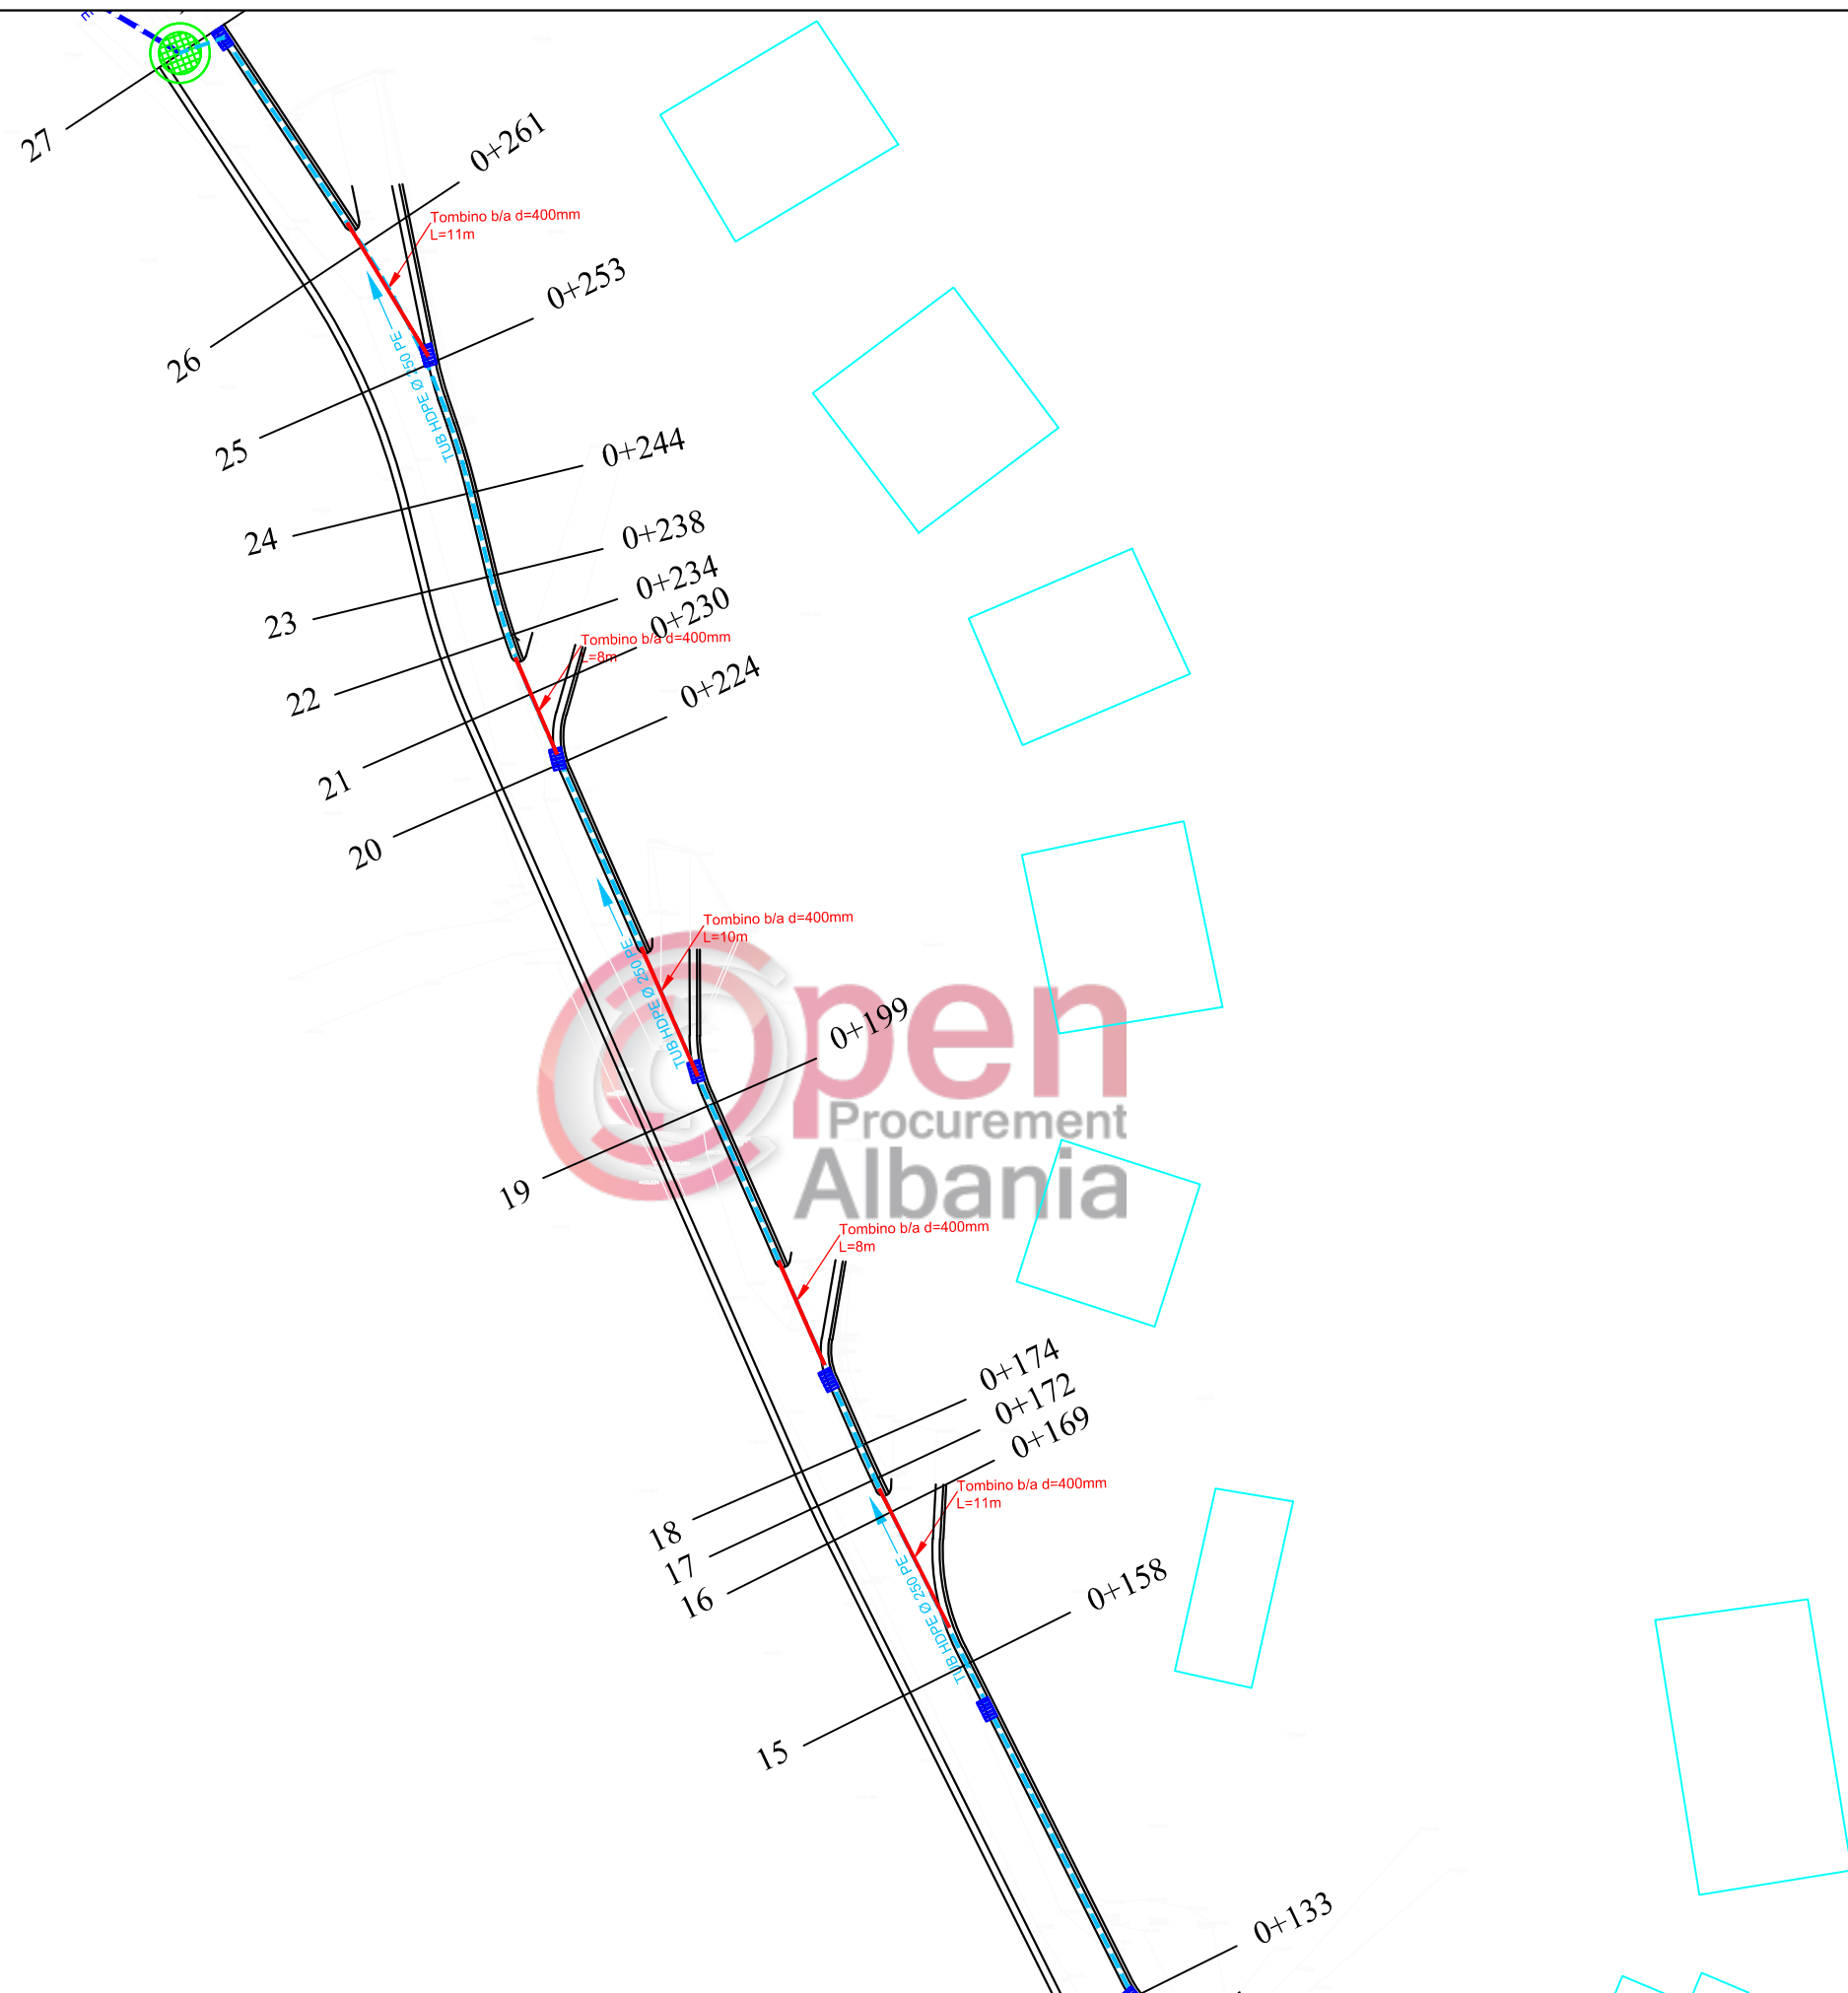 m
27
0+261
Tombino b/a d=400mm
L=11m
26
0+253
TUB HDPE Ø 250 PE
25
0+244
24
0+238
23
0+234
0+230
Tombino b/a d=400mm
L=8m
22
0+224
21
20
Tombino b/a d=400mm
L=10m
TUB HDPE Ø 250 PE
0+199
Open
Procurement
Albania
19
Tombino b/a d=400mm
L=8m
0+174
0+172
0+169
Tombino b/a d=400mm
L=11m
18
17
16
TUB HDPE Ø 250 PE
0+158
15
0+133